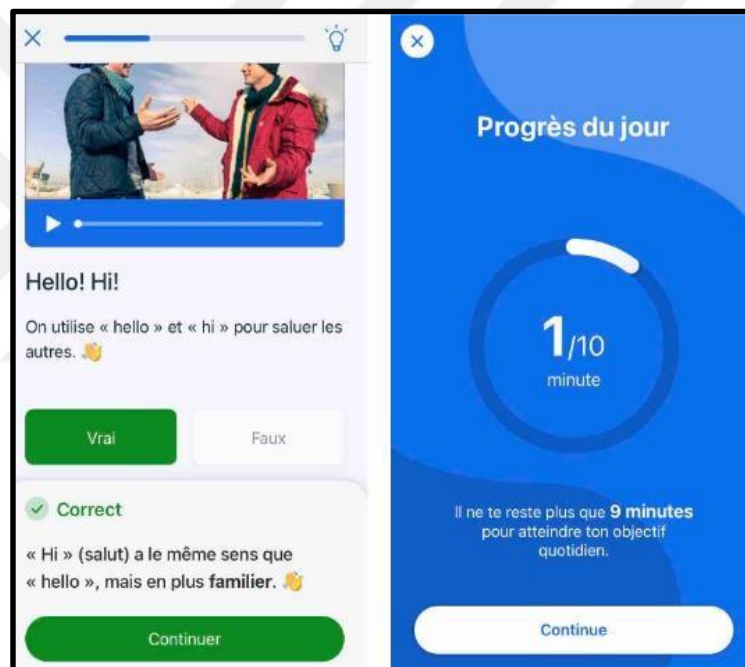 Hello! Hi!
On utilise « hello » et « hi » pour saluer les
autres. 👋
Vrai
Faux
Correct
« Hi » (salut) a le même sens que
« hello », mais en plus familier. 👋
Continuer
Progrès du jour
1/10
minute
Il ne te reste plus que 9 minutes
pour atteindre ton objectif
quotidien.
Continue